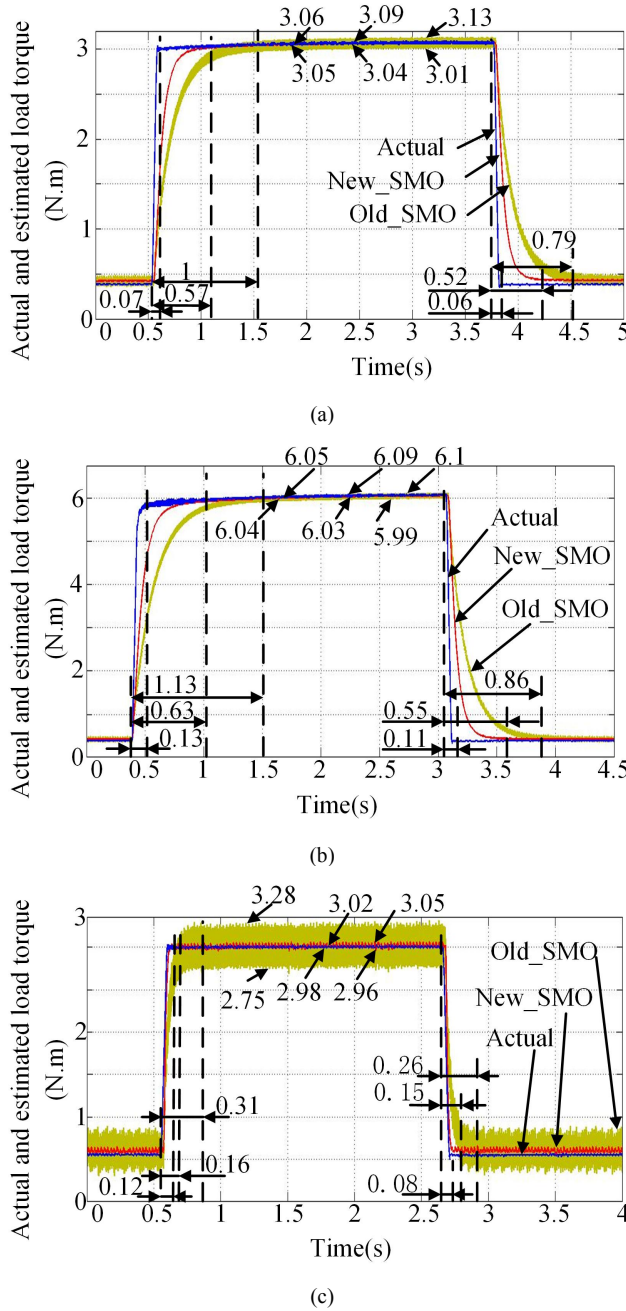 3.06 3.09 3.13
3.05 3.04 3.01
Actual
New_SMO
Old_SMO
0.79
1
0.52
0.07 0.57
0.06
3
2
1
0
0 0.5 1 1.5 2 2.5 3 3.5 4 4.5 5
Actual and estimated load torque
(N.m)
Time(s)
(a)
6.05 6.09 6.1
6.04 6.03 5.99
Actual
New_SMO
Old_SMO
1.13
0.86
0.63
0.55
0.13
0.11
6
4
2
0
0 0.5 1 1.5 2 2.5 3 3.5 4 4.5
Actual and estimated load torque
(N.m)
Time(s)
(b)
3.28
3.02 3.05
2.75 2.98 2.96
Old_SMO
New_SMO
Actual
0.26
0.15
0.31
0.16
0.12
0.08
3
2
1
0
0 0.5 1 1.5 2 2.5 3 3.5 4
Actual and estimated load torque
(N.m)
Time(s)
(c)